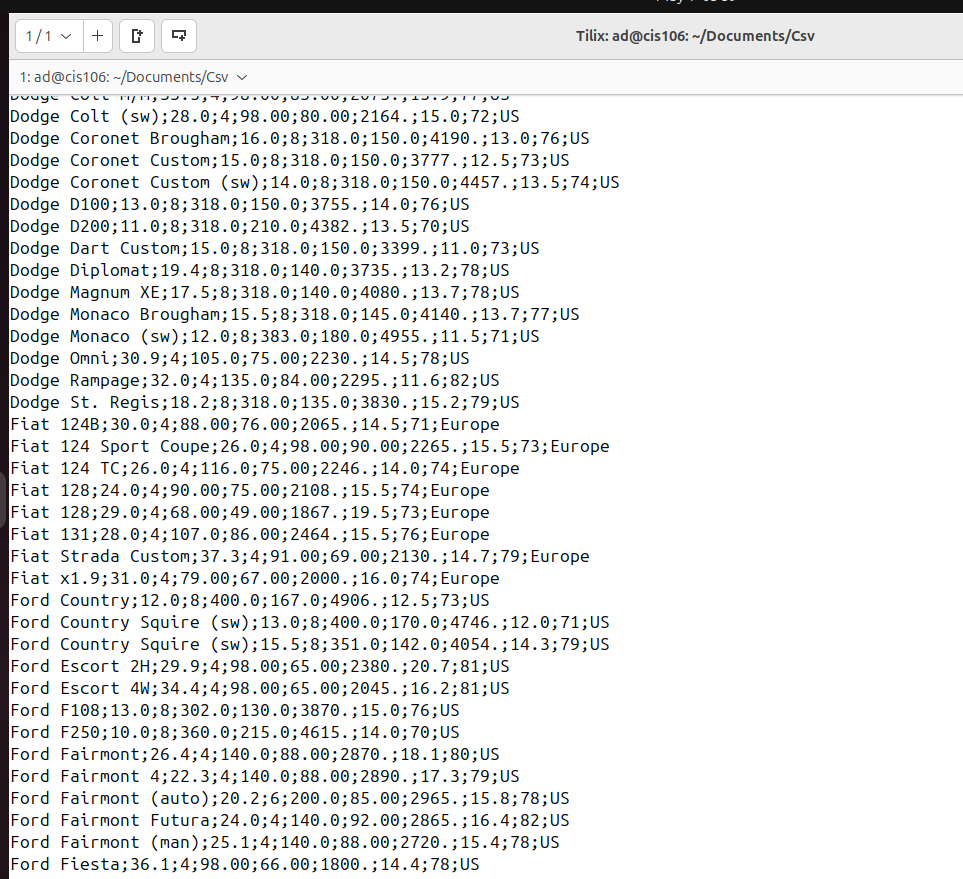 1 / 1
Tilix: ad@cis106: ~/Documents/Csv
1: ad@cis106: ~/Documents/Csv
Dodge Colt M/M;33.5;4;98.00;83.00;2075.;15.9;77;US
Dodge Colt (sw);28.0;4;98.00;80.00;2164.;15.0;72;US
Dodge Coronet Brougham;16.0;8;318.0;150.0;4190.;13.0;76;US
Dodge Coronet Custom;15.0;8;318.0;150.0;3777.;12.5;73;US
Dodge Coronet Custom (sw);14.0;8;318.0;150.0;4457.;13.5;74;US
Dodge D100;13.0;8;318.0;150.0;3755.;14.0;76;US
Dodge D200;11.0;8;318.0;210.0;4382.;13.5;70;US
Dodge Dart Custom;15.0;8;318.0;150.0;3399.;11.0;73;US
Dodge Diplomat;19.4;8;318.0;140.0;3735.;13.2;78;US
Dodge Magnum XE;17.5;8;318.0;140.0;4080.;13.7;78;US
Dodge Monaco Brougham;15.5;8;318.0;145.0;4140.;13.7;77;US
Dodge Monaco (sw);12.0;8;383.0;180.0;4955.;11.5;71;US
Dodge Omni;30.9;4;105.0;75.00;2230.;14.5;78;US
Dodge Rampage;32.0;4;135.0;84.00;2295.;11.6;82;US
Dodge St. Regis;18.2;8;318.0;135.0;3830.;15.2;79;US
Fiat 124B;30.0;4;88.00;76.00;2065.;14.5;71;Europe
Fiat 124 Sport Coupe;26.0;4;98.00;90.00;2265.;15.5;73;Europe
Fiat 124 TC;26.0;4;116.0;75.00;2246.;14.0;74;Europe
Fiat 128;24.0;4;90.00;75.00;2108.;15.5;74;Europe
Fiat 128;29.0;4;68.00;49.00;1867.;19.5;73;Europe
Fiat 131;28.0;4;107.0;86.00;2464.;15.5;76;Europe
Fiat Strada Custom;37.3;4;91.00;69.00;2130.;14.7;79;Europe
Fiat x1.9;31.0;4;79.00;67.00;2000.;16.0;74;Europe
Ford Country;12.0;8;400.0;167.0;4906.;12.5;73;US
Ford Country Squire (sw);13.0;8;400.0;170.0;4746.;12.0;71;US
Ford Country Squire (sw);15.5;8;351.0;142.0;4054.;14.3;79;US
Ford Escort 2H;29.9;4;98.00;65.00;2380.;20.7;81;US
Ford Escort 4W;34.4;4;98.00;65.00;2045.;16.2;81;US
Ford F108;13.0;8;302.0;130.0;3870.;15.0;76;US
Ford F250;10.0;8;360.0;215.0;4615.;14.0;70;US
Ford Fairmont;26.4;4;140.0;88.00;2870.;18.1;80;US
Ford Fairmont 4;22.3;4;140.0;88.00;2890.;17.3;79;US
Ford Fairmont (auto);20.2;6;200.0;85.00;2965.;15.8;78;US
Ford Fairmont Futura;24.0;4;140.0;92.00;2865.;16.4;82;US
Ford Fairmont (man);25.1;4;140.0;88.00;2720.;15.4;78;US
Ford Fiesta;36.1;4;98.00;66.00;1800.;14.4;78;US